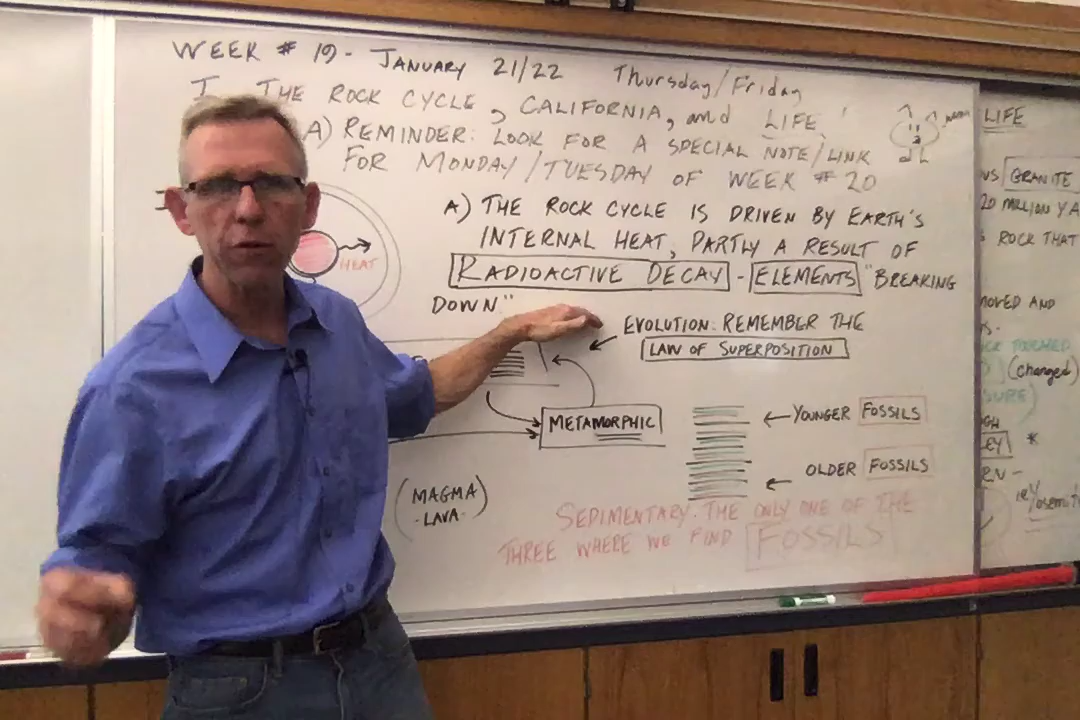 WEEK # 19 - JANUARY 21/22 Thursday/Friday
I. THE ROCK CYCLE, CALIFORNIA, and LIFE
A) REMINDER: LOOK FOR A SPECIAL NOTE/LINK
FOR MONDAY/TUESDAY OF WEEK # 20
A) THE ROCK CYCLE IS DRIVEN BY EARTH'S
INTERNAL HEAT, PARTLY A RESULT OF
RADIOACTIVE DECAY - ELEMENTS "BREAKING
DOWN"
HEAT
EVOLUTION: REMEMBER THE
LAW OF SUPERPOSITION
METAMORPHIC
YOUNGER FOSSILS
OLDER FOSSILS
(MAGMA
-LAVA-)
SEDIMENTARY. THE ONLY ONE OF THE
THREE WHERE WE FIND FOSSILS
LIFE
GRANITE
20 MILLION YA
ROCK THAT
MOVED AND
(changed)
*